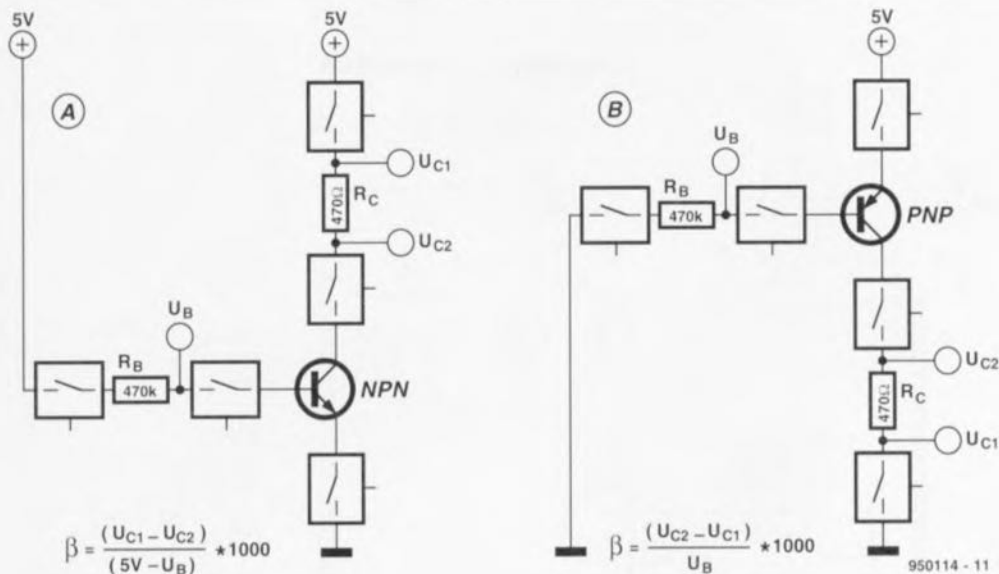 5V
5V
A
U_C1
R_C
470Ω
U_C2
U_B
R_B
470k
NPN
β = (U_C1 – U_C2) / (5V – U_B) *1000
5V
B
U_B
R_B
470k
PNP
U_C2
R_C
470Ω
U_C1
β = (U_C2 – U_C1) / U_B *1000
950114 - 11